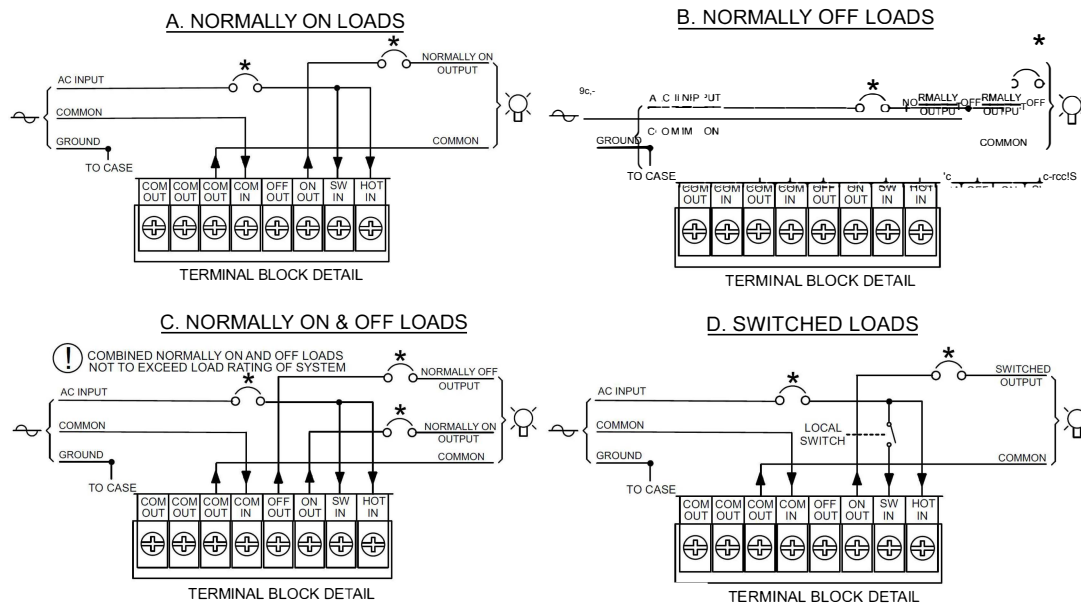 A. NORMALLY ON LOADS
*
NORMALLY ON
OUTPUT
*
AC INPUT
COMMON
GROUND
COMMON
TO CASE
COM OUT
COM OUT
COM OUT
COM IN
OFF OUT
ON OUT
SW IN
HOT IN
TERMINAL BLOCK DETAIL
B. NORMALLY OFF LOADS
*
*
COMMON
GROUND
TO CASE
COM OUT
COM IN
COM OUT
COM IN
OFF OUT
ON OUT
SW IN
HOT IN
TERMINAL BLOCK DETAIL
C. NORMALLY ON & OFF LOADS
! COMBINED NORMALLY ON AND OFF LOADS
NOT TO EXCEED LOAD RATING OF SYSTEM
*
NORMALLY OFF
OUTPUT
*
AC INPUT
*
NORMALLY ON
OUTPUT
COMMON
GROUND
COMMON
TO CASE
COM OUT
COM OUT
COM OUT
COM IN
OFF OUT
ON OUT
SW IN
HOT IN
TERMINAL BLOCK DETAIL
D. SWITCHED LOADS
*
SWITCHED
OUTPUT
*
AC INPUT
COMMON
LOCAL
SWITCH
GROUND
COMMON
TO CASE
COM OUT
COM OUT
COM OUT
COM IN
OFF OUT
ON OUT
SW IN
HOT IN
TERMINAL BLOCK DETAIL